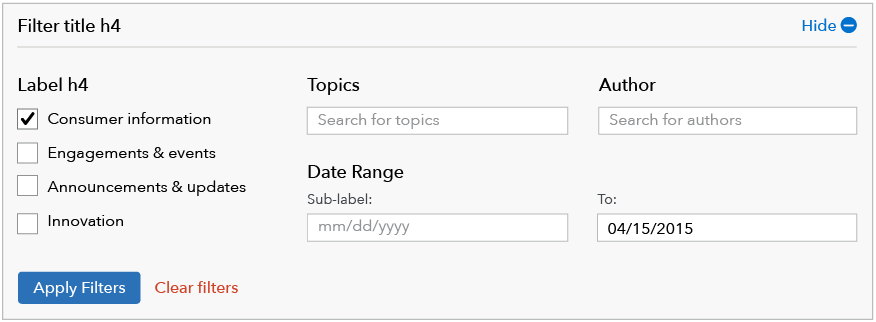 Filter title h4
Hide
Label h4
Consumer information
Engagements & events
Announcements & updates
Innovation
Topics
Search for topics
Author
Search for authors
Date Range
Sub-label:
mm/dd/yyyy
To:
04/15/2015
Apply Filters
Clear filters